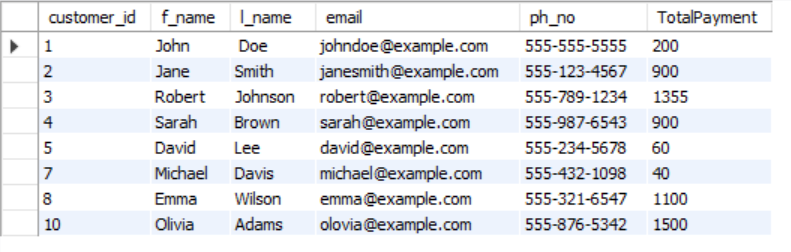 customer_id f_name l_name email ph_no TotalPayment
1 John Doe johndoe@example.com 555-555-5555 200
2 Jane Smith janesmith@example.com 555-123-4567 900
3 Robert Johnson robert@example.com 555-789-1234 1355
4 Sarah Brown sarah@example.com 555-987-6543 900
5 David Lee david@example.com 555-234-5678 60
7 Michael Davis michael@example.com 555-432-1098 40
8 Emma Wilson emma@example.com 555-321-6547 1100
10 Olivia Adams olovia@example.com 555-876-5342 1500